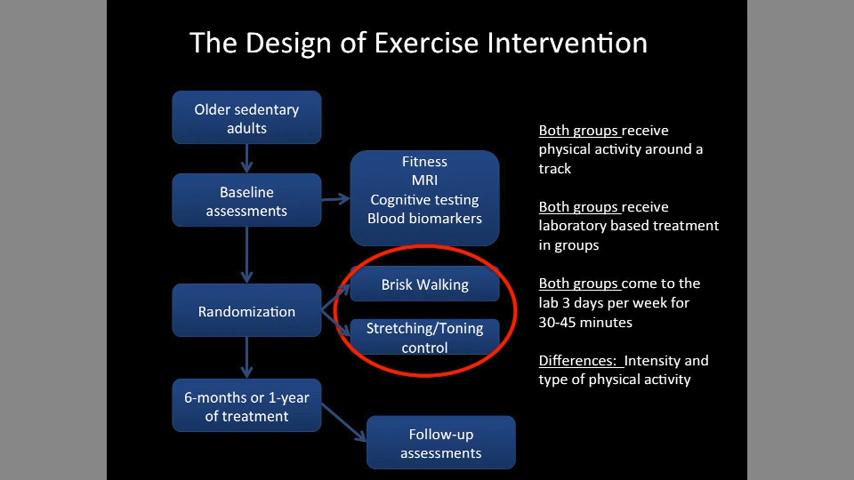 The Design of Exercise Intervention
Older sedentary
adults
Baseline
assessments
Fitness
MRI
Cognitive testing
Blood biomarkers
Randomization
Brisk Walking
Stretching/Toning
control
6-months or 1-year
of treatment
Follow-up
assessments
Both groups receive
physical activity around a
track
Both groups receive
laboratory based treatment
in groups
Both groups come to the
lab 3 days per week for
30-45 minutes
Differences: Intensity and
type of physical activity